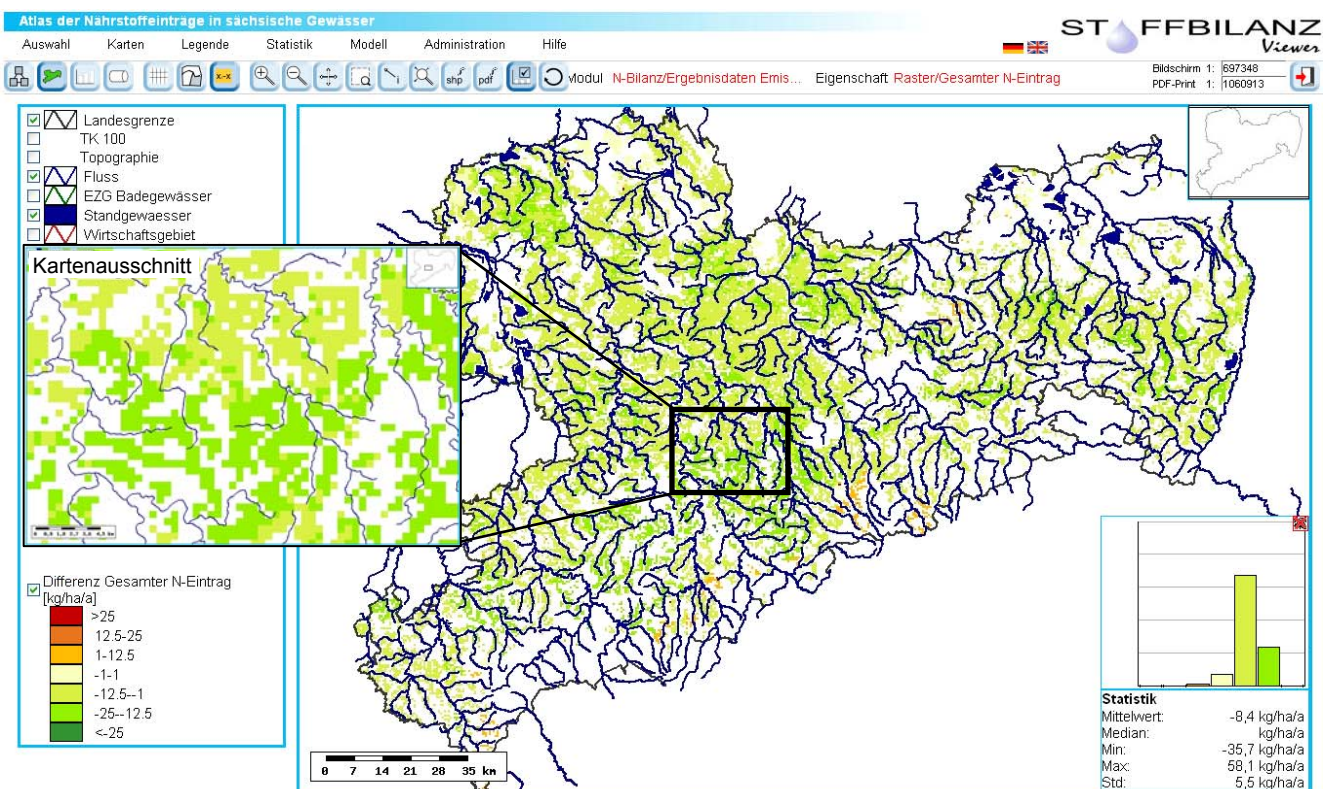 Atlas der Nährstoffeinträge in sächsische Gewässer
STOFFBILANZ
Viewer
Auswahl Karten Legende Statistik Modell Administration Hilfe
x.-x shp pdf Modul N-Bilanz/Ergebnisdaten Emis... Eigenschaft Raster/Gesamter N-Eintrag
Bildschirm 1: 697348
PDF-Print 1: 1060913
Landesgrenze
TK 100
Topographie
Fluss
EZG Badegewässer
Standgewaesser
Wirtschaftsgebiet
Kartenausschnitt
Differenz Gesamter N-Eintrag
[kg/ha/a]
>25
12.5-25
1-12.5
-1-1
-12.5--1
-25--12.5
<-25
0 7 14 21 28 35 km
Statistik
Mittelwert: -8,4 kg/ha/a
Median: kg/ha/a
Min: -35,7 kg/ha/a
Max: 58,1 kg/ha/a
Std: 5,5 kg/ha/a